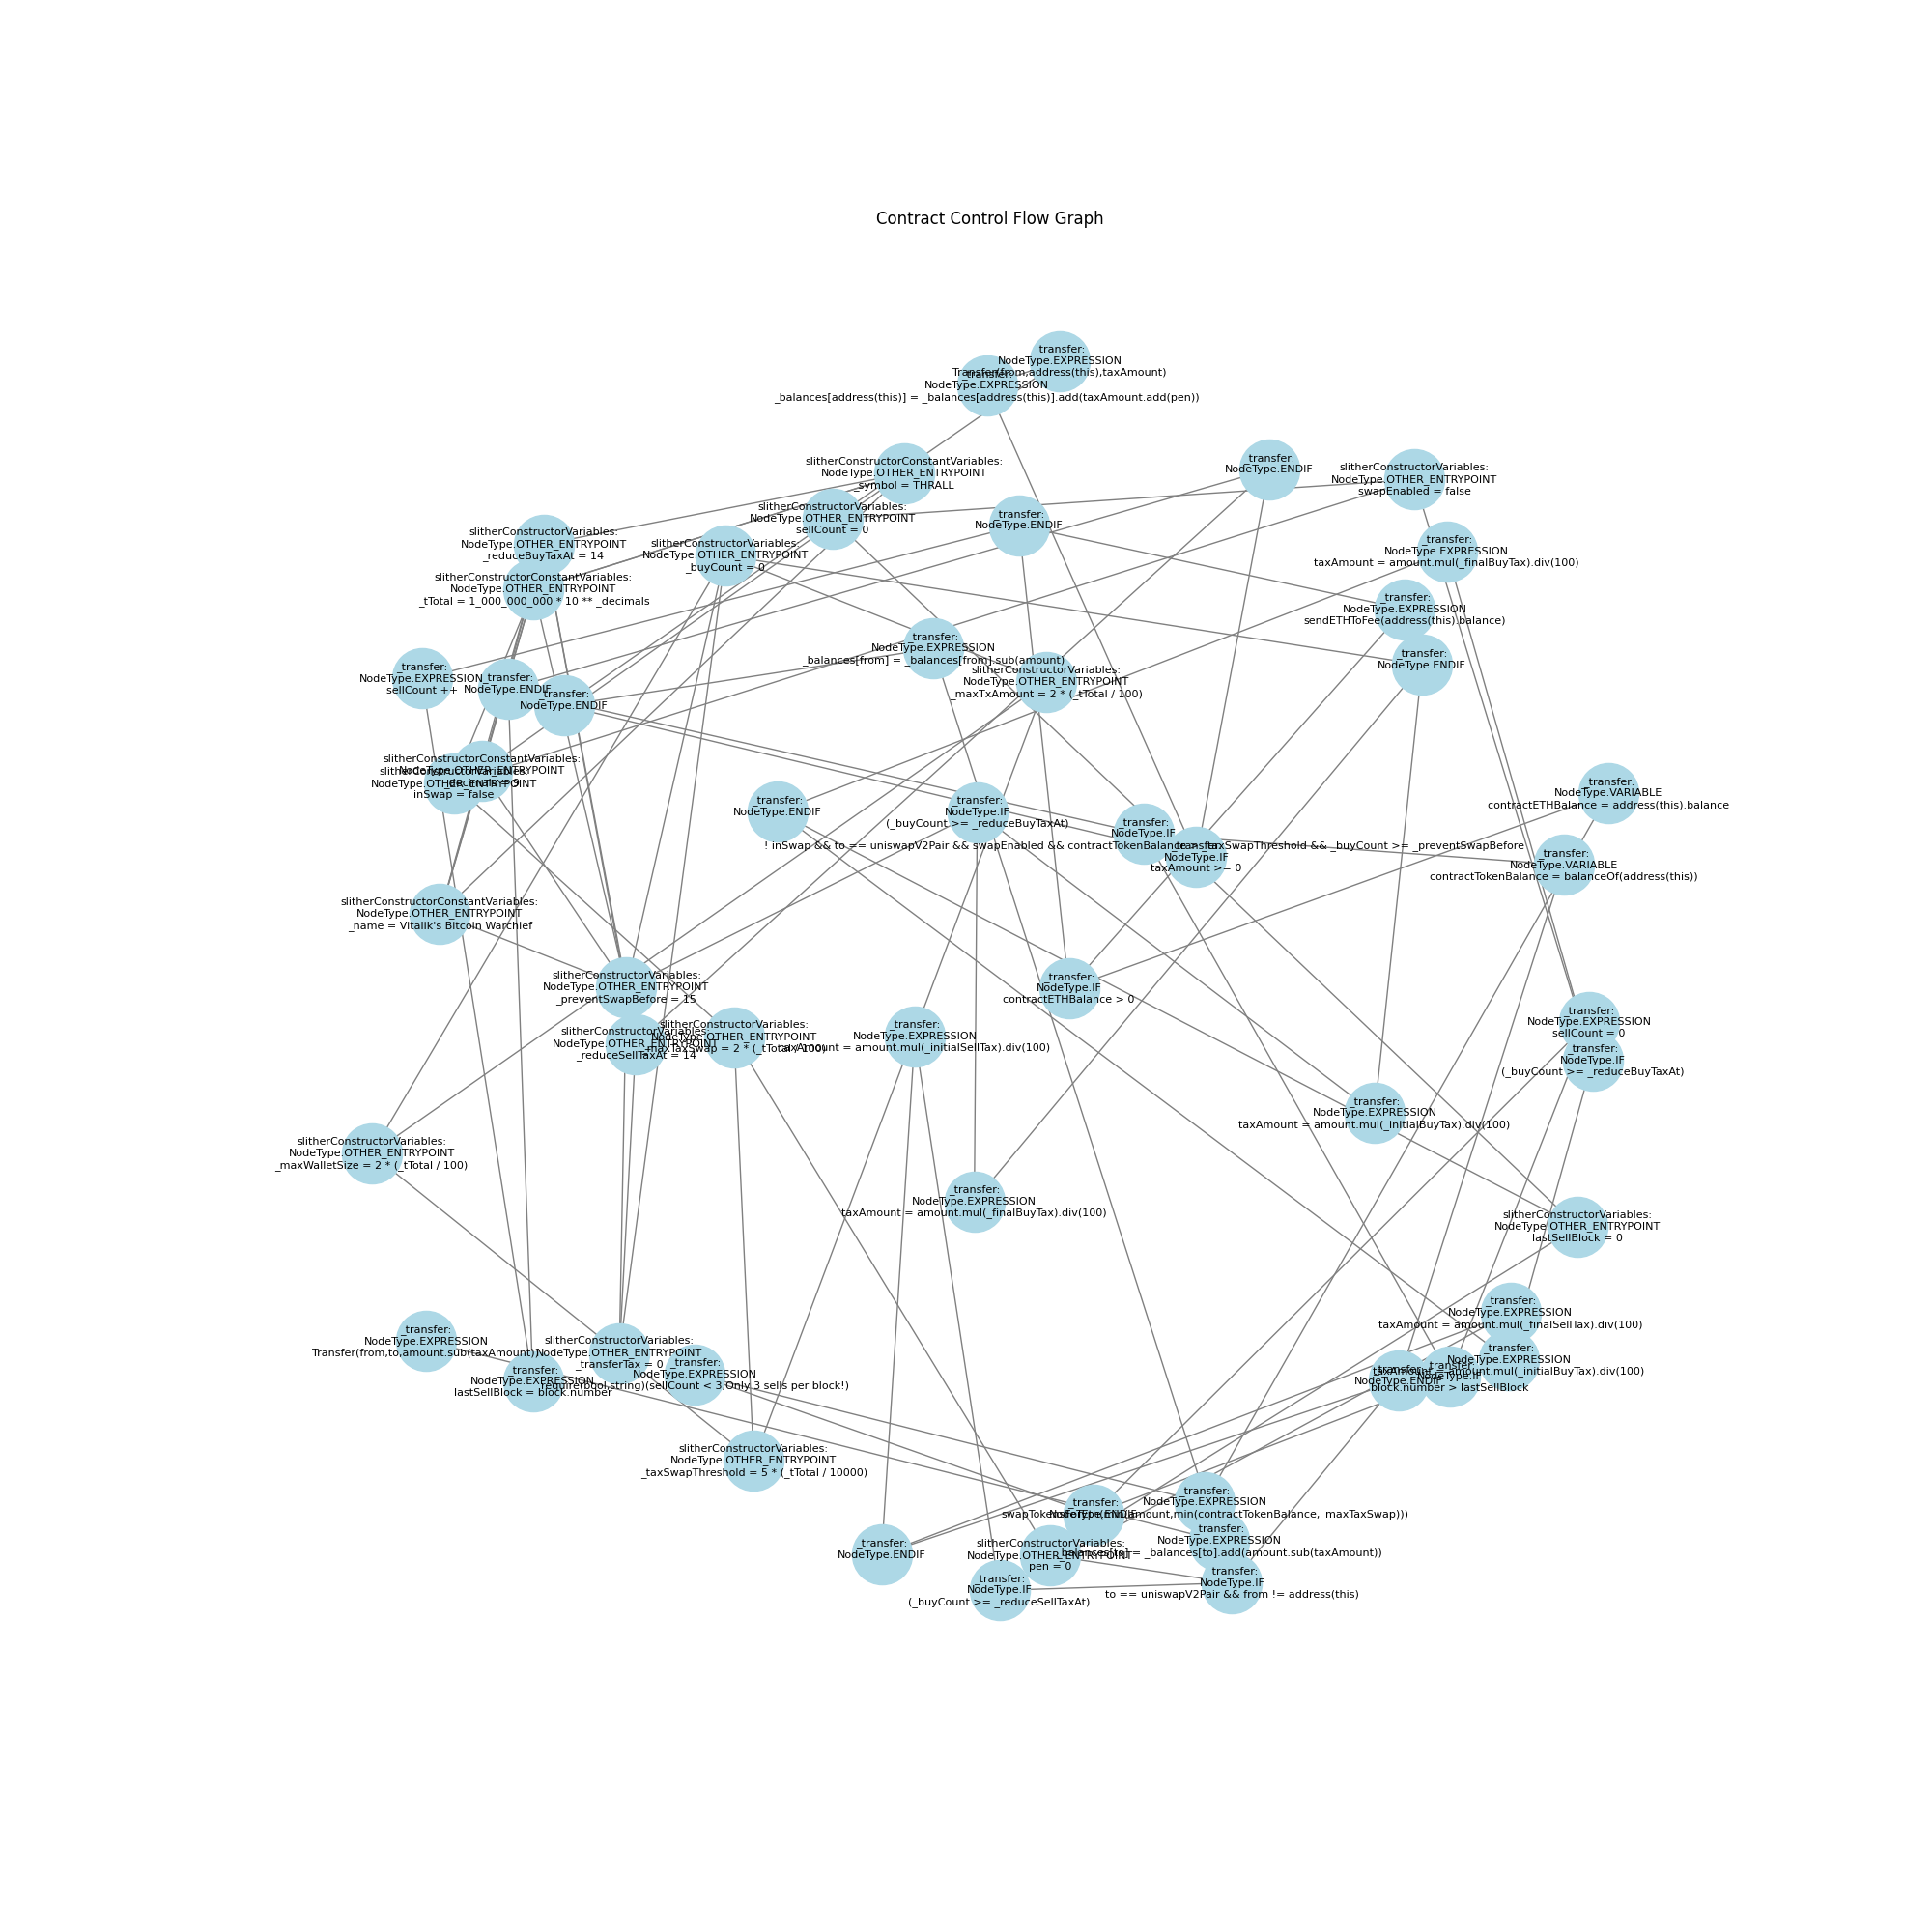 Contract Control Flow Graph
_transfer:
NodeType.EXPRESSION
Transfer(from,address(this),taxAmount)
_transfer:
NodeType.EXPRESSION
_balances[address(this)] = _balances[address(this)].add(taxAmount.add(pen))
slitherConstructorConstantVariables:
NodeType.OTHER_ENTRYPOINT
_symbol = THRALL
_transfer:
NodeType.ENDIF
slitherConstructorVariables:
NodeType.OTHER_ENTRYPOINT
swapEnabled = false
slitherConstructorVariables:
NodeType.OTHER_ENTRYPOINT
sellCount = 0
_transfer:
NodeType.ENDIF
slitherConstructorVariables:
NodeType.OTHER_ENTRYPOINT
_reduceBuyTaxAt = 14
slitherConstructorVariables:
NodeType.OTHER_ENTRYPOINT
_buyCount = 0
_transfer:
NodeType.EXPRESSION
taxAmount = amount.mul(_finalBuyTax).div(100)
slitherConstructorConstantVariables:
NodeType.OTHER_ENTRYPOINT
_tTotal = 1_000_000_000 * 10 ** _decimals
_transfer:
NodeType.EXPRESSION
sendETHToFee(address(this).balance)
_transfer:
NodeType.EXPRESSION
_balances[from] = _balances[from].sub(amount)
_transfer:
NodeType.ENDIF
_transfer:
NodeType.EXPRESSION
sellCount ++
_transfer:
NodeType.ENDIF
_transfer:
NodeType.ENDIF
slitherConstructorVariables:
NodeType.OTHER_ENTRYPOINT
_maxTxAmount = 2 * (_tTotal / 100)
slitherConstructorConstantVariables:
NodeType.OTHER_ENTRYPOINT
_decimals = 9
slitherConstructorVariables:
NodeType.OTHER_ENTRYPOINT
inSwap = false
_transfer:
NodeType.ENDIF
_transfer:
NodeType.IF
(_buyCount >= _reduceBuyTaxAt)
_transfer:
NodeType.IF
! inSwap && to == uniswapV2Pair && swapEnabled && contractTokenBalance > _taxSwapThreshold && _buyCount >= _preventSwapBefore
_transfer:
NodeType.IF
taxAmount >= 0
_transfer:
NodeType.VARIABLE
contractETHBalance = address(this).balance
_transfer:
NodeType.VARIABLE
contractTokenBalance = balanceOf(address(this))
slitherConstructorConstantVariables:
NodeType.OTHER_ENTRYPOINT
_name = Vitalik's Bitcoin Warchief
slitherConstructorVariables:
NodeType.OTHER_ENTRYPOINT
_preventSwapBefore = 15
_transfer:
NodeType.IF
contractETHBalance > 0
_transfer:
NodeType.EXPRESSION
sellCount = 0
slitherConstructorVariables:
NodeType.OTHER_ENTRYPOINT
_reduceSellTaxAt = 14
slitherConstructorVariables:
NodeType.OTHER_ENTRYPOINT
_maxTaxSwap = 2 * (_tTotal / 100)
_transfer:
NodeType.EXPRESSION
taxAmount = amount.mul(_initialSellTax).div(100)
_transfer:
NodeType.IF
(_buyCount >= _reduceBuyTaxAt)
_transfer:
NodeType.EXPRESSION
taxAmount = amount.mul(_initialBuyTax).div(100)
slitherConstructorVariables:
NodeType.OTHER_ENTRYPOINT
_maxWalletSize = 2 * (_tTotal / 100)
_transfer:
NodeType.EXPRESSION
taxAmount = amount.mul(_finalBuyTax).div(100)
slitherConstructorVariables:
NodeType.OTHER_ENTRYPOINT
lastSellBlock = 0
_transfer:
NodeType.EXPRESSION
taxAmount = amount.mul(_finalSellTax).div(100)
_transfer:
NodeType.EXPRESSION
Transfer(from,to,amount.sub(taxAmount))
slitherConstructorVariables:
NodeType.OTHER_ENTRYPOINT
_transferTax = 0
_transfer:
NodeType.EXPRESSION
require(bool,string)(sellCount < 3,Only 3 sells per block!)
_transfer:
NodeType.EXPRESSION
lastSellBlock = block.number
_transfer:
NodeType.EXPRESSION
taxAmount = amount.mul(_initialBuyTax).div(100)
_transfer:
NodeType.ENDIF
_transfer:
NodeType.IF
block.number > lastSellBlock
slitherConstructorVariables:
NodeType.OTHER_ENTRYPOINT
_taxSwapThreshold = 5 * (_tTotal / 10000)
_transfer:
NodeType.EXPRESSION
swapTokensForEth(min(amount,min(contractTokenBalance,_maxTaxSwap)))
_transfer:
NodeType.ENDIF
_transfer:
NodeType.EXPRESSION
_balances[to] = _balances[to].add(amount.sub(taxAmount))
_transfer:
NodeType.ENDIF
slitherConstructorVariables:
NodeType.OTHER_ENTRYPOINT
pen = 0
_transfer:
NodeType.IF
to == uniswapV2Pair && from != address(this)
_transfer:
NodeType.IF
(_buyCount >= _reduceSellTaxAt)